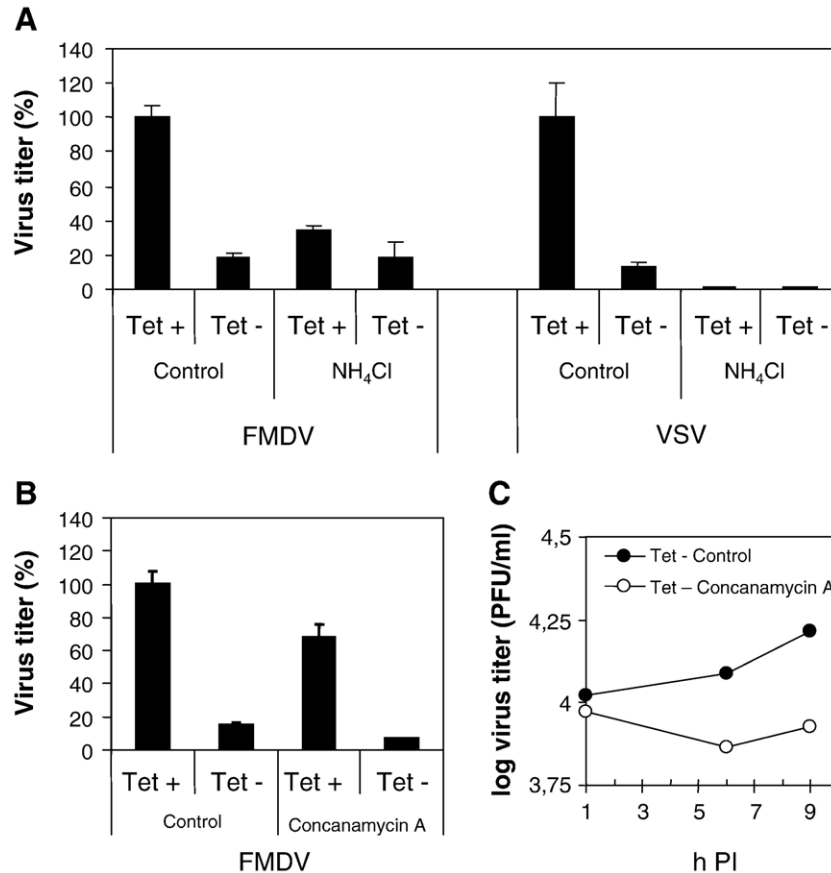 A
Virus titer (%)
140
120
100
80
60
40
20
0
Tet + Tet - Tet + Tet - Tet + Tet - Tet + Tet -
Control NH₄Cl Control NH₄Cl
FMDV VSV
B
Virus titer (%)
140
120
100
80
60
40
20
0
Tet + Tet - Tet + Tet -
Control Concanamycin A
FMDV
C
log virus titer (PFU/ml)
4,5
4,25
4
3,75
Tet - Control
Tet – Concanamycin A
1 3 5 7 9
h PI